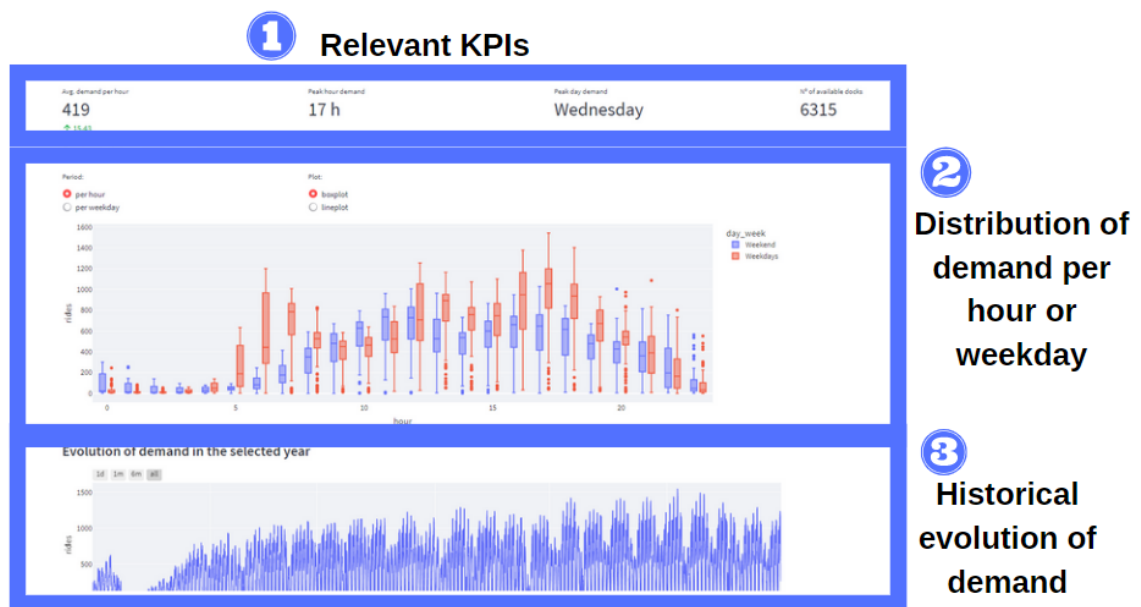 1 Relevant KPIs
Avg. demand per hour Peak hour demand Peak day demand Nº of available docks
419 17 h Wednesday 6315
↑ 15.43
2
Distribution of
demand per
hour or
weekday
Period: Plot:
per hour boxplot
per weekday lineplot
day_week
Weekend
Weekdays
1600
1400
1200
1000
800
600
400
200
0
rides
0 5 10 15 20
hour
3
Historical
evolution of
demand
Evolution of demand in the selected year
1d 1m 6m all
1500
1000
500
rides